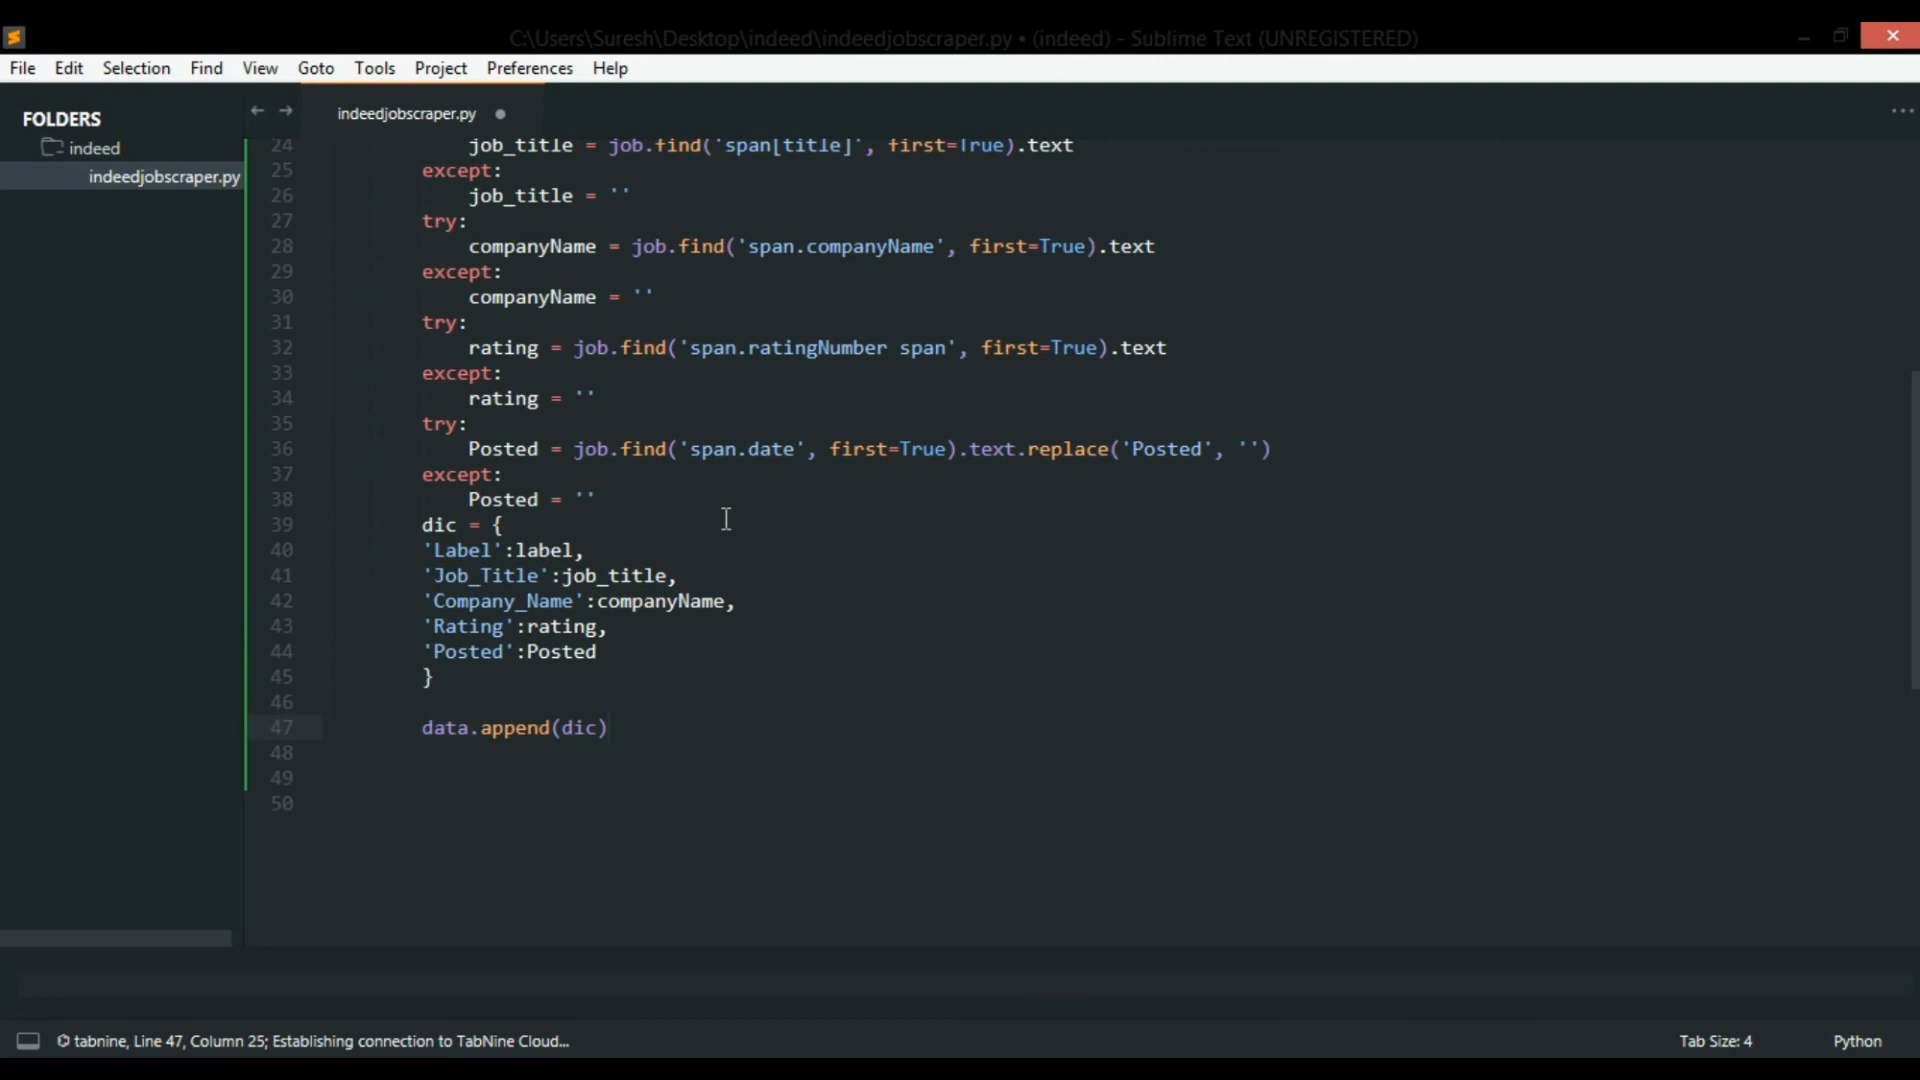 C:\Users\Suresh\Desktop\indeed\indeedjobscraper.py • (indeed) - Sublime Text (UNREGISTERED)
File Edit Selection Find View Goto Tools Project Preferences Help
FOLDERS
indeed
indeedjobscraper.py
indeedjobscraper.py
24 job_title = job.find('span[title]', first=True).text
25 except:
26 job_title = ''
27 try:
28 companyName = job.find('span.companyName', first=True).text
29 except:
30 companyName = ''
31 try:
32 rating = job.find('span.ratingNumber span', first=True).text
33 except:
34 rating = ''
35 try:
36 Posted = job.find('span.date', first=True).text.replace('Posted', '')
37 except:
38 Posted = ''
39 dic = {
40 'Label':label,
41 'Job_Title':job_title,
42 'Company_Name':companyName,
43 'Rating':rating,
44 'Posted':Posted
45 }
46
47 data.append(dic)
48
49
50
tabnine, Line 47, Column 25; Establishing connection to TabNine Cloud... Tab Size: 4 Python